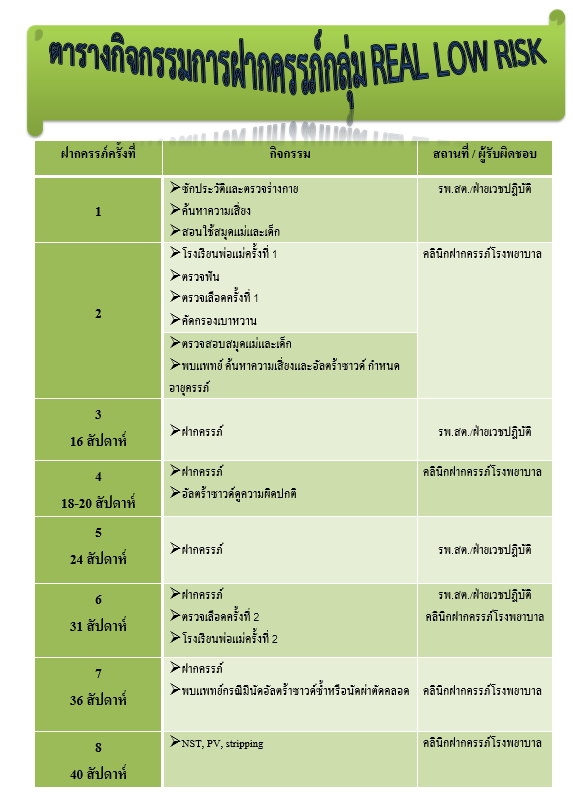 ตารางกิจกรรมการฝากครรภ์กลุ่ม REAL LOW RISK
ฝากครรภ์ครั้งที่
กิจกรรม
สถานที่ / ผู้รับผิดชอบ
1
➢ซักประวัติและตรวจร่างกาย
➢ค้นหาความเสี่ยง
➢สอนใช้สมุดแม่และเด็ก
รพ.สต./ฝ่ายเวชปฏิบัติ
2
➢โรงเรียนพ่อแม่ครั้งที่ 1
➢ตรวจฟัน
➢ตรวจเลือดครั้งที่ 1
➢คัดกรองเบาหวาน
➢ตรวจสอบสมุดแม่และเด็ก
➢พบแพทย์ ค้นหาความเสี่ยงและอัลตร้าซาวด์ กำหนด
อายุครรภ์
คลินิกฝากครรภ์โรงพยาบาล
3
16 สัปดาห์
➢ฝากครรภ์
รพ.สต./ฝ่ายเวชปฏิบัติ
4
18-20 สัปดาห์
➢ฝากครรภ์
➢อัลตร้าซาวด์ดูความผิดปกติ
คลินิกฝากครรภ์โรงพยาบาล
5
24 สัปดาห์
➢ฝากครรภ์
รพ.สต./ฝ่ายเวชปฏิบัติ
6
31 สัปดาห์
➢ฝากครรภ์
➢ตรวจเลือดครั้งที่ 2
➢โรงเรียนพ่อแม่ครั้งที่ 2
รพ.สต./ฝ่ายเวชปฏิบัติ
คลินิกฝากครรภ์โรงพยาบาล
7
36 สัปดาห์
➢ฝากครรภ์
➢พบแพทย์กรณีมีนัดอัลตร้าซาวด์ซ้ำหรือนัดผ่าตัดคลอด
คลินิกฝากครรภ์โรงพยาบาล
8
40 สัปดาห์
➢NST, PV, stripping
คลินิกฝากครรภ์โรงพยาบาล